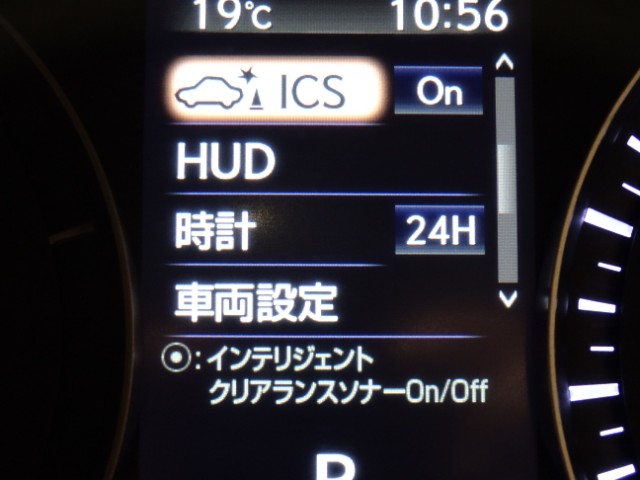 19℃ 10:56
ICS On
HUD
時計 24H
車両設定
⦿:インテリジェント
クリアランスソナーOn/Off
P